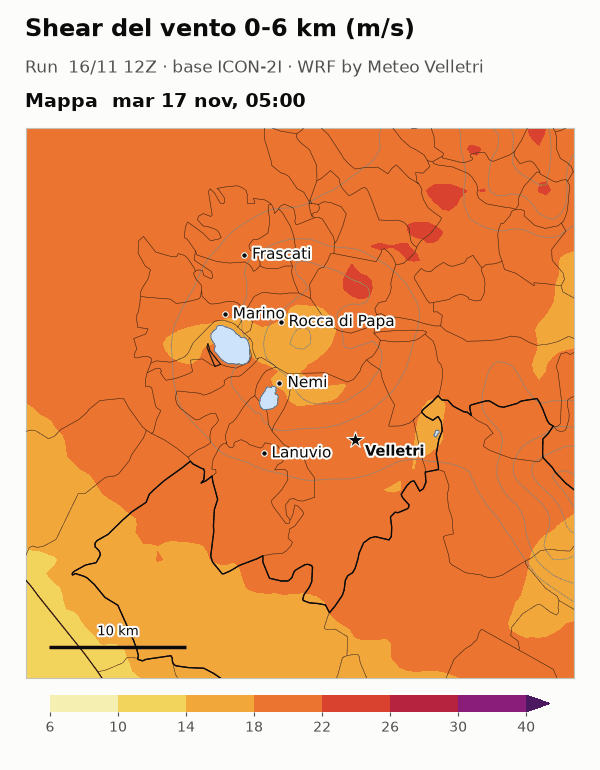 Shear del vento 0-6 km (m/s)
Run  16/11 12Z · base ICON-2I · WRF by Meteo Velletri
Mappa  mar 17 nov, 05:00
Frascati
Marino
Rocca di Papa
Nemi
Velletri
Lanuvio
10 km
6 10 14 18 22 26 30 40